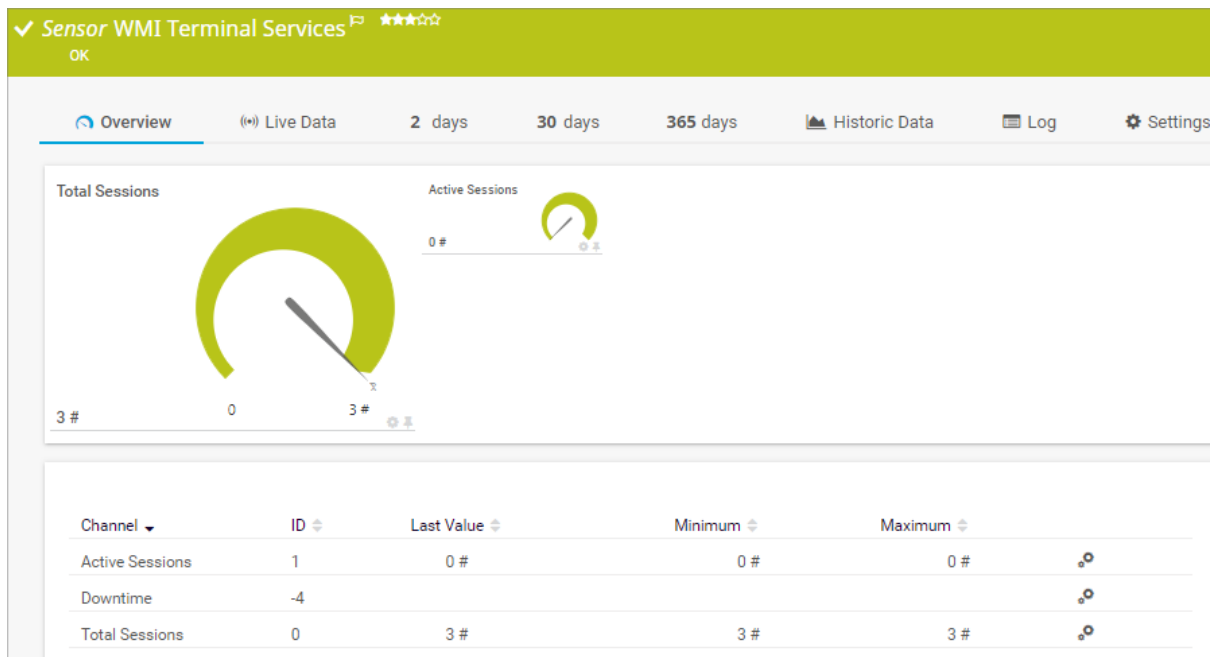 Sensor WMI Terminal Services
OK
Overview Live Data 2 days 30 days 365 days Historic Data Log Settings
Total Sessions
3 #
0 3 #
Active Sessions
0 #
Channel ID Last Value Minimum Maximum
Active Sessions 1 0 # 0 # 0 #
Downtime -4
Total Sessions 0 3 # 3 # 3 #